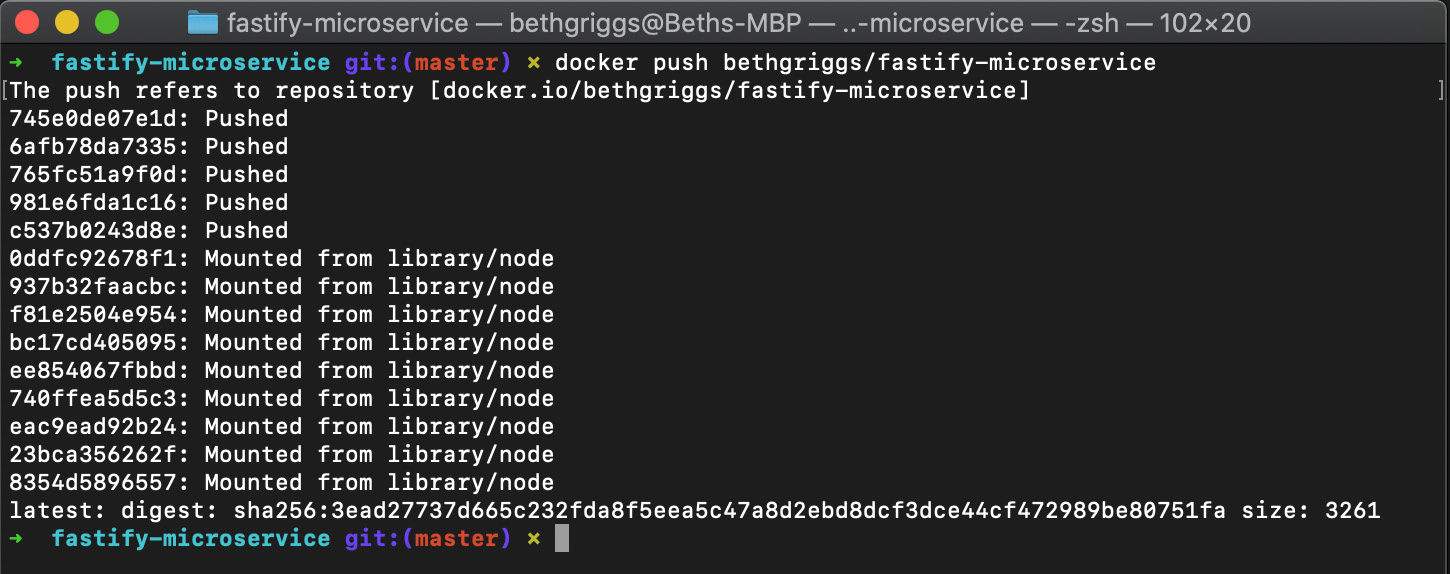 fastify-microservice — bethgriggs@Beths-MBP — ..-microservice — -zsh — 102×20
➜  fastify-microservice git:(master) ✗ docker push bethgriggs/fastify-microservice
[The push refers to repository [docker.io/bethgriggs/fastify-microservice] ]
745e0de07e1d: Pushed
6afb78da7335: Pushed
765fc51a9f0d: Pushed
981e6fda1c16: Pushed
c537b0243d8e: Pushed
0ddfc92678f1: Mounted from library/node
937b32faacbc: Mounted from library/node
f81e2504e954: Mounted from library/node
bc17cd405095: Mounted from library/node
ee854067fbbd: Mounted from library/node
740ffea5d5c3: Mounted from library/node
eac9ead92b24: Mounted from library/node
23bca356262f: Mounted from library/node
8354d5896557: Mounted from library/node
latest: digest: sha256:3ead27737d665c232fda8f5eea5c47a8d2ebd8dcf3dce44cf472989be80751fa size: 3261
➜  fastify-microservice git:(master) ✗